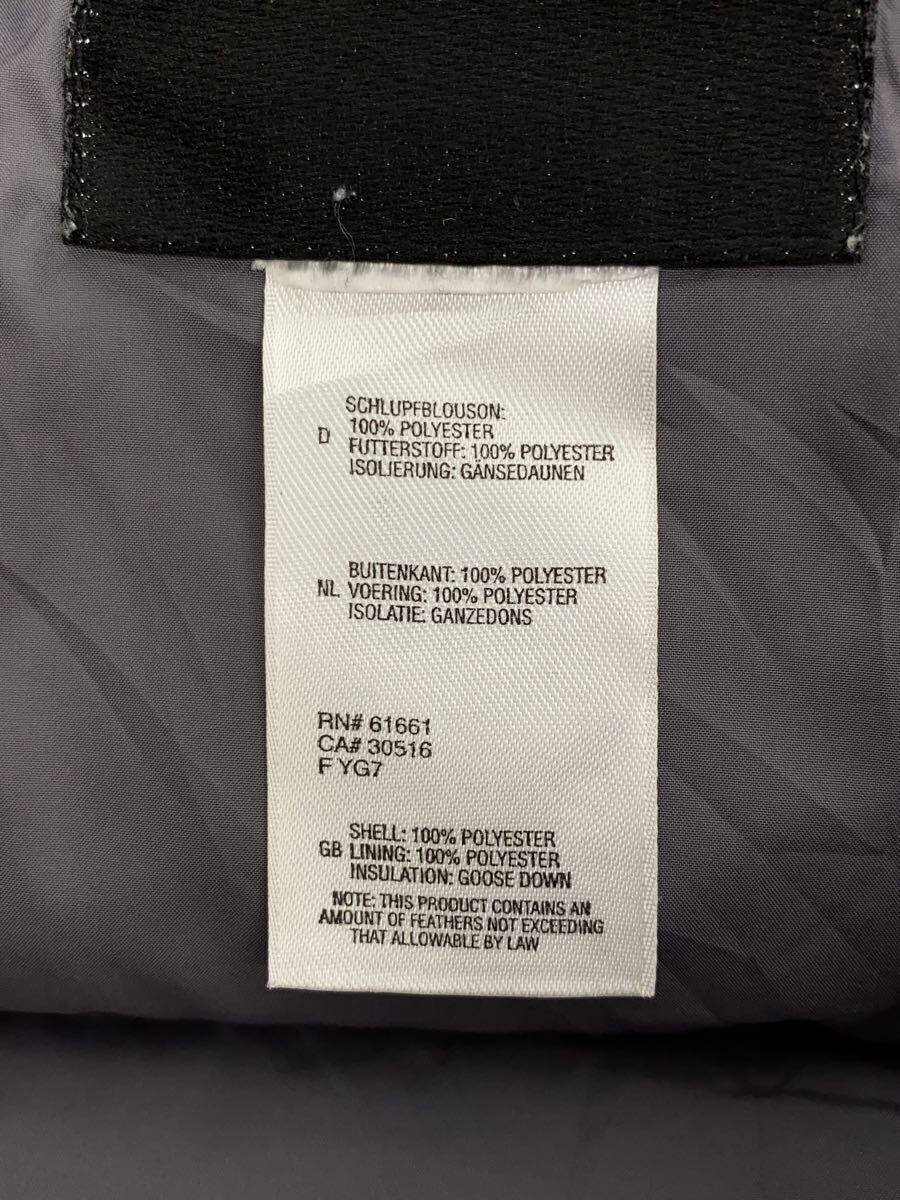 SCHLUPFBLOUSON:
100% POLYESTER
D FUTTERSTOFF: 100% POLYESTER
ISOLIERUNG: GÄNSEDAUNEN
BUITENKANT: 100% POLYESTER
NL VOERING: 100% POLYESTER
ISOLATIE: GANZEDONS
RN# 61661
CA# 30516
F YG7
SHELL: 100% POLYESTER
GB LINING: 100% POLYESTER
INSULATION: GOOSE DOWN
NOTE: THIS PRODUCT CONTAINS AN
AMOUNT OF FEATHERS NOT EXCEEDING
THAT ALLOWABLE BY LAW